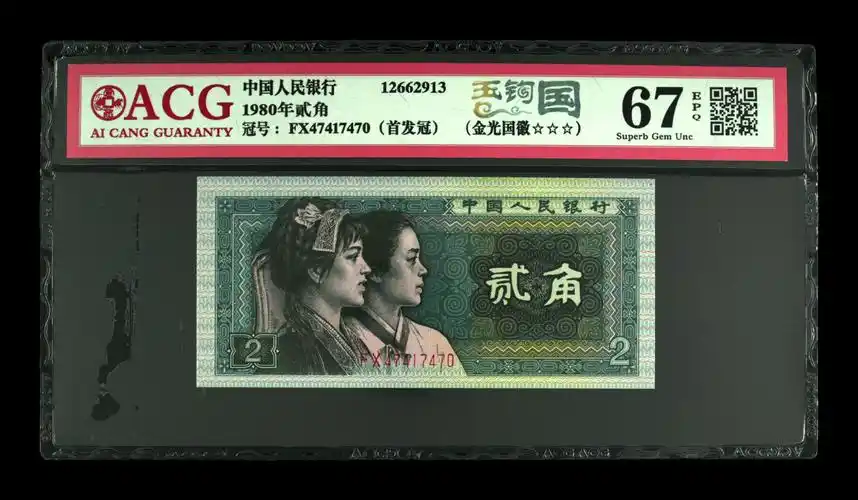 ACG
AI CANG GUARANTY
中国人民银行 12662913
1980年贰角
冠号：FX47417470（首发冠）
玉钩国
（金光国徽☆☆☆）
67 EPQ
Superb Gem Unc
中国人民银行
贰角
2 2
FX47417470